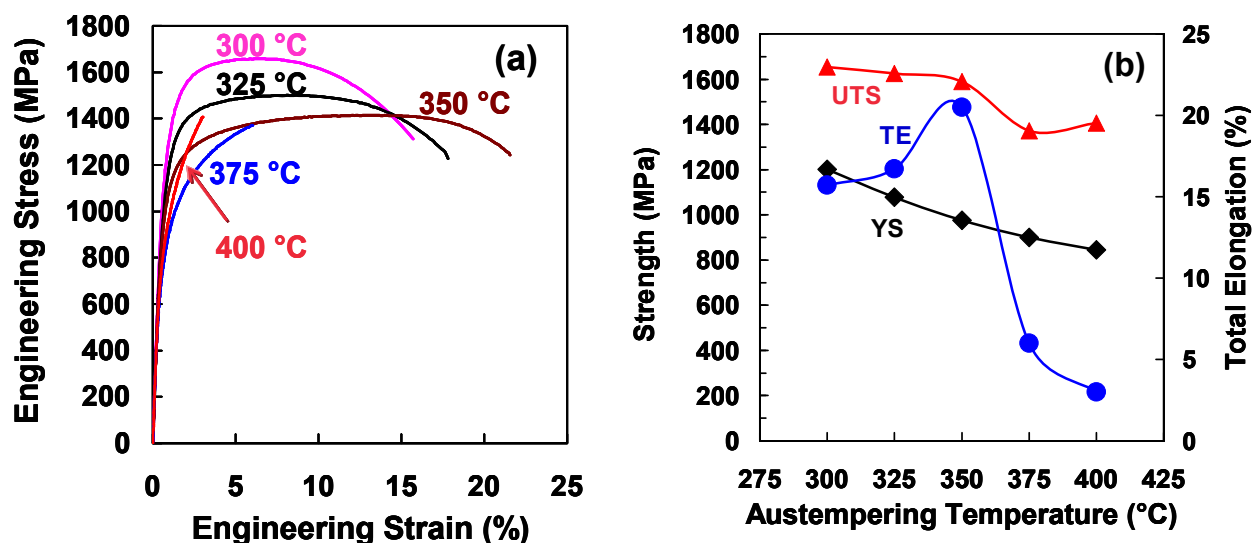 Engineering Stress (MPa)
1800
1600
1400
1200
1000
800
600
400
200
0
0 5 10 15 20 25
Engineering Strain (%)
(a)
300 °C
325 °C
350 °C
375 °C
400 °C
Strength (MPa)
1800
1600
1400
1200
1000
800
600
400
200
0
275 300 325 350 375 400 425
Austempering Temperature (°C)
(b)
UTS
TE
YS
25
20
15
10
5
0
Total Elongation (%)